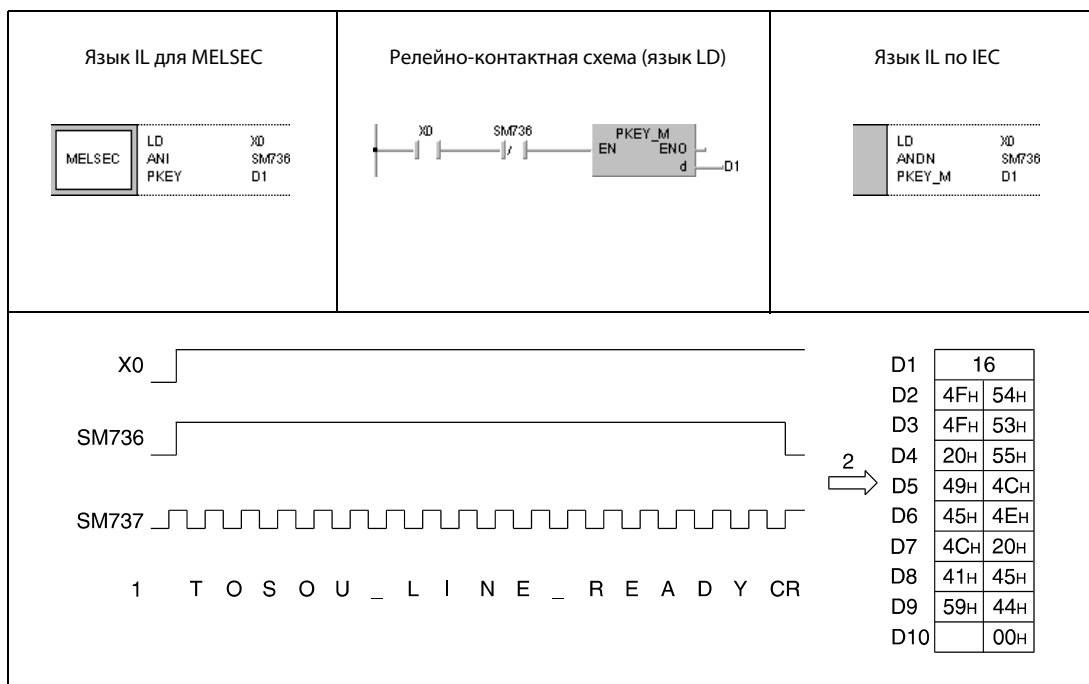 Язык IL для MELSEC
Релейно-контактная схема (язык LD)
Язык IL по IEC
MELSEC
LD X0
ANI SM736
PKEY D1
X0 SM736 PKEY_M
EN ENO
d D1
LD X0
ANDN SM736
PKEY_M D1
X0
SM736
SM737
1 T O S O U _ L I N E _ R E A D Y CR
2
D1 16
D2 4FH 54H
D3 4FH 53H
D4 20H 55H
D5 49H 4CH
D6 45H 4EH
D7 4CH 20H
D8 41H 45H
D9 59H 44H
D10 00H